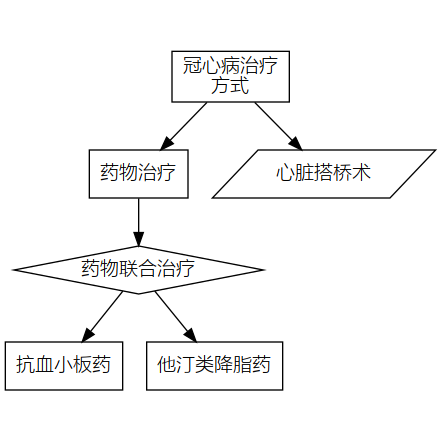 冠心病治疗
方式
药物治疗
心脏搭桥术
药物联合治疗
抗血小板药
他汀类降脂药